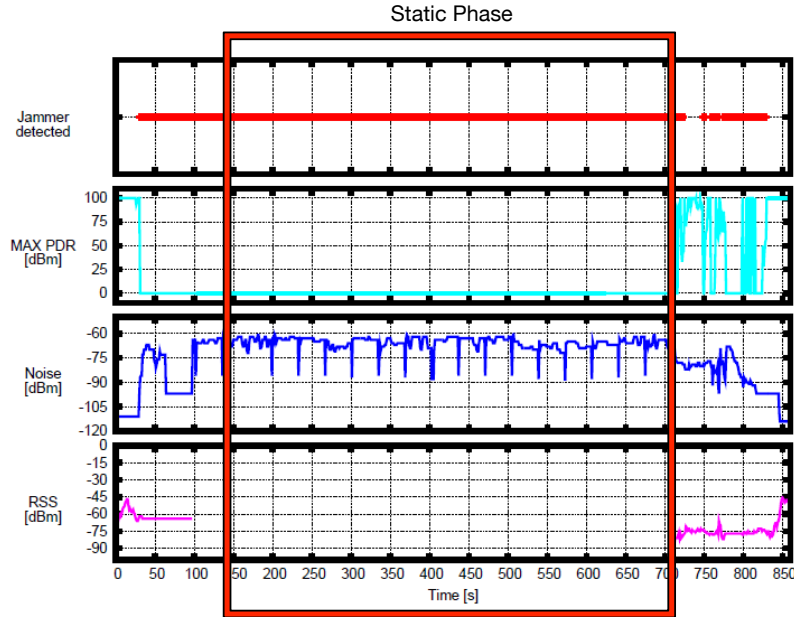 Static Phase
Jammer
detected
100
75
MAX PDR
[dBm]
50
25
0
-60
-75
Noise
[dBm]
-90
-105
-120
0
-15
-30
RSS
[dBm]
-45
-60
-75
-90
0 50 100 150 200 250 300 350 400 450 500 550 600 650 700 750 800 850
Time [s]